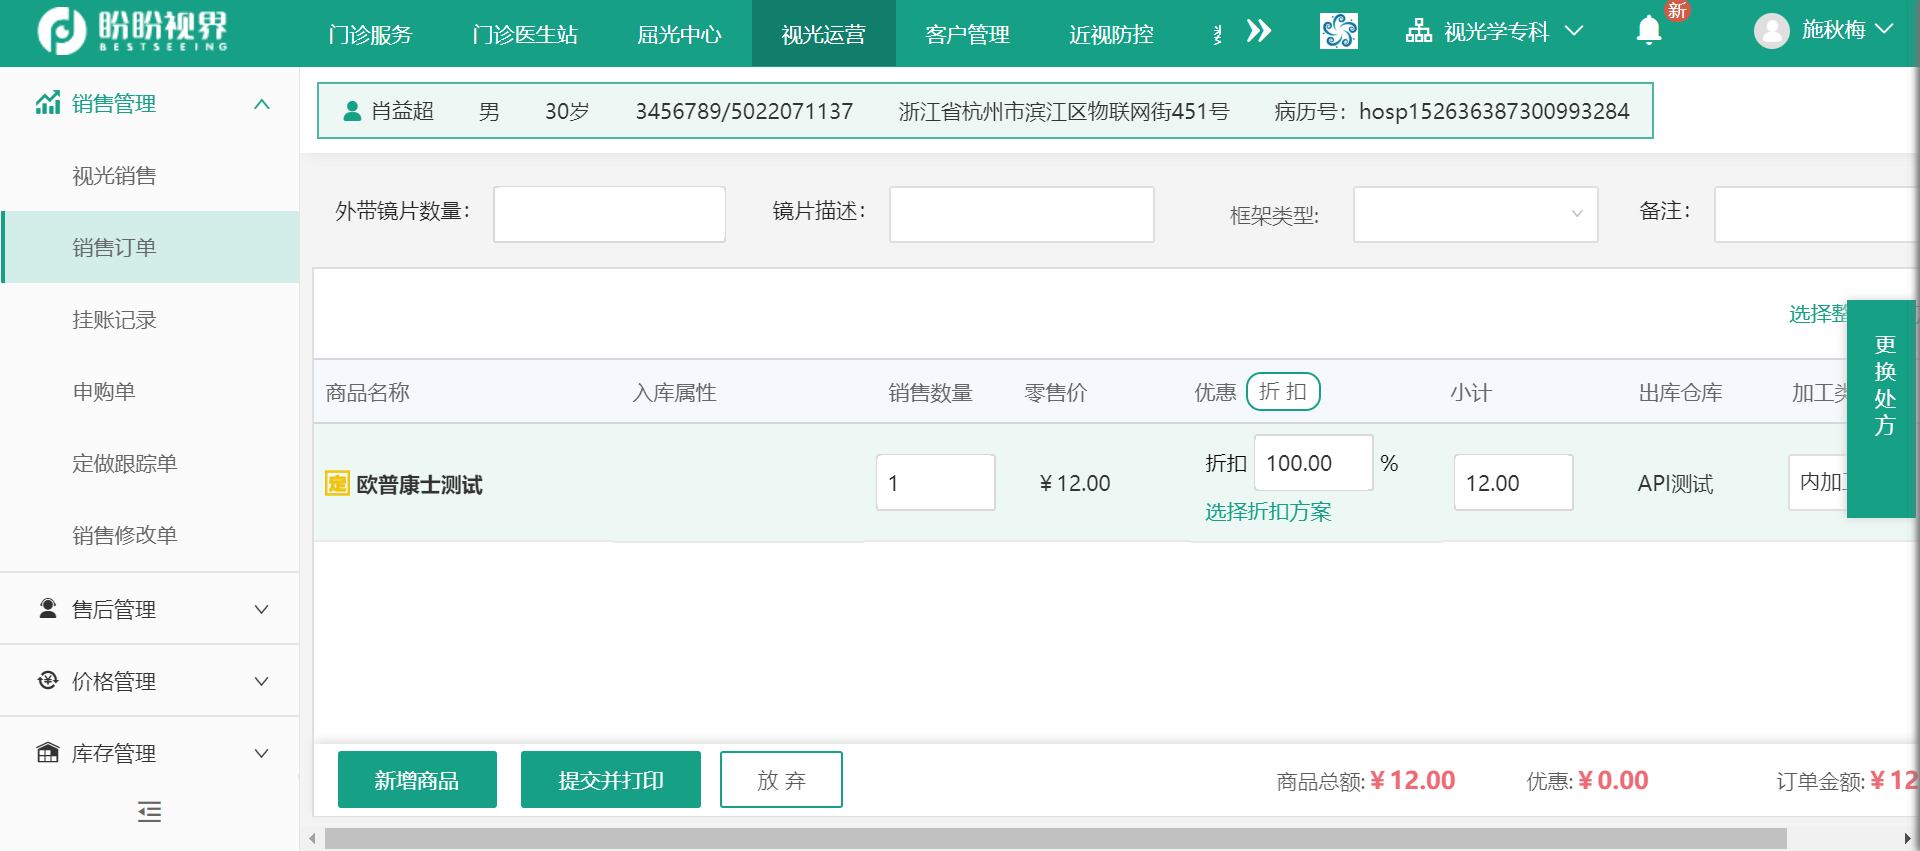 盼盼视界
BESTSEEING
门诊服务 门诊医生站 屈光中心 视光运营 客户管理 近视防控
视光学专科 新 施秋梅
销售管理
视光销售
销售订单
挂账记录
申购单
定做跟踪单
销售修改单
售后管理
价格管理
库存管理
肖益超 男 30岁 3456789/5022071137 浙江省杭州市滨江区物联网街451号 病历号：hosp152636387300993284
外带镜片数量： 镜片描述： 框架类型: 备注：
选择整
更换处方
商品名称 入库属性 销售数量 零售价 优惠 折扣 小计 出库仓库 加工类
定 欧普康士测试 1 ¥12.00 折扣 100.00 % 12.00 API测试 内加工
选择折扣方案
新增商品 提交并打印 放弃 商品总额: ¥12.00 优惠: ¥0.00 订单金额: ¥12